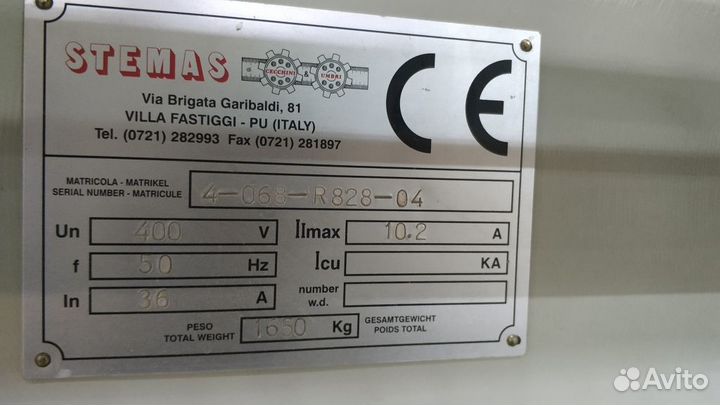 STEMAS CECCHINI & UMBRI CE
Via Brigata Garibaldi, 81
VILLA FASTIGGI - PU (ITALY)
Tel. (0721) 282993 Fax (0721) 281897
MATRICOLA - MATRIKEL
SERIAL NUMBER - MATRICULE
4-068-R828-04
Un 400 V IImax 10.2 A
f 50 Hz Icu KA
In 36 A number w.d.
PESO
TOTAL WEIGHT 1650 Kg GESAMTGEWICHT
POIDS TOTAL
Avito